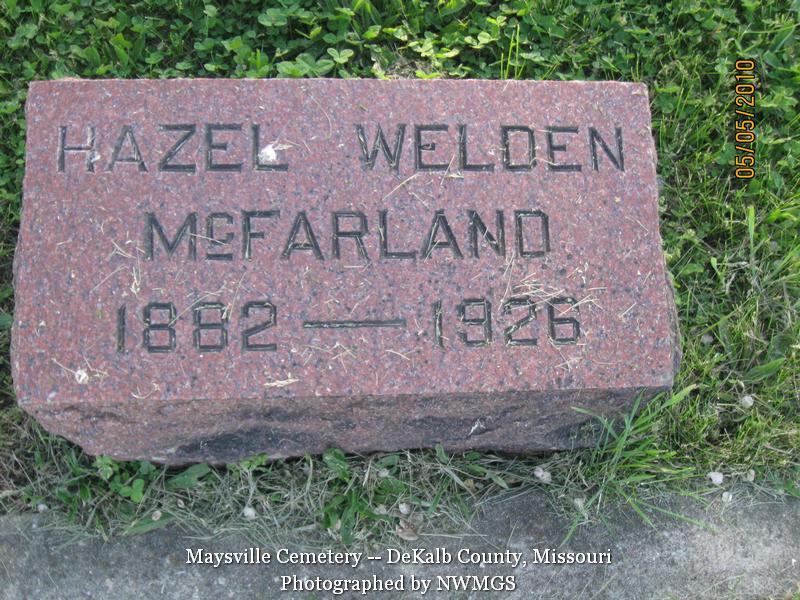 HAZEL WELDEN
McFARLAND
1882 — 1926
05/05/2010
Maysville Cemetery -- DeKalb County, Missouri
Photographed by NWMGS